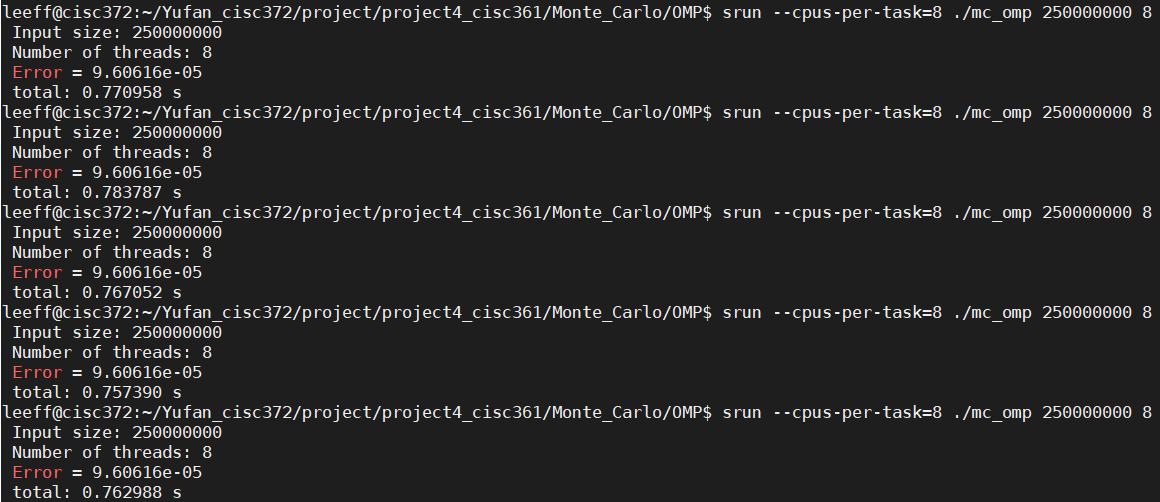 leeff@cisc372:~/Yufan_cisc372/project/project4_cisc361/Monte_Carlo/OMP$ srun --cpus-per-task=8 ./mc_omp 250000000 8
Input size: 250000000
Number of threads: 8
Error = 9.60616e-05
total: 0.770958 s
leeff@cisc372:~/Yufan_cisc372/project/project4_cisc361/Monte_Carlo/OMP$ srun --cpus-per-task=8 ./mc_omp 250000000 8
Input size: 250000000
Number of threads: 8
Error = 9.60616e-05
total: 0.783787 s
leeff@cisc372:~/Yufan_cisc372/project/project4_cisc361/Monte_Carlo/OMP$ srun --cpus-per-task=8 ./mc_omp 250000000 8
Input size: 250000000
Number of threads: 8
Error = 9.60616e-05
total: 0.767052 s
leeff@cisc372:~/Yufan_cisc372/project/project4_cisc361/Monte_Carlo/OMP$ srun --cpus-per-task=8 ./mc_omp 250000000 8
Input size: 250000000
Number of threads: 8
Error = 9.60616e-05
total: 0.757390 s
leeff@cisc372:~/Yufan_cisc372/project/project4_cisc361/Monte_Carlo/OMP$ srun --cpus-per-task=8 ./mc_omp 250000000 8
Input size: 250000000
Number of threads: 8
Error = 9.60616e-05
total: 0.762988 s